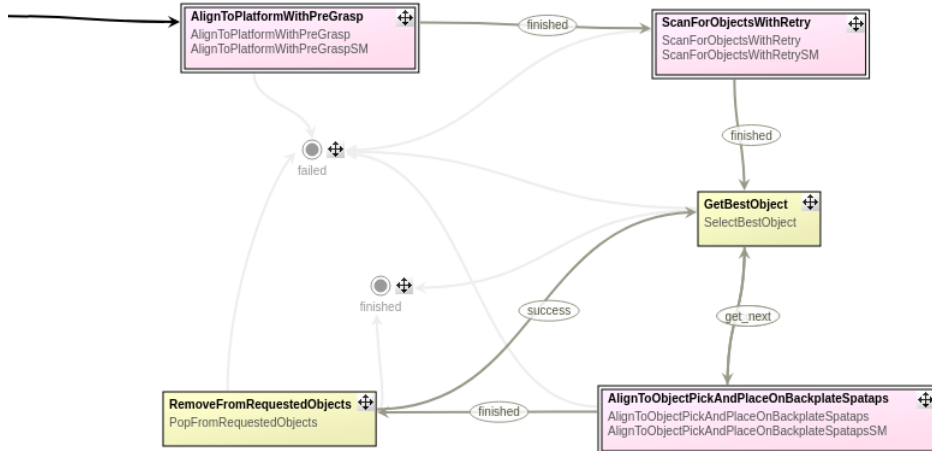 AlignToPlatformWithPreGrasp
AlignToPlatformWithPreGrasp
AlignToPlatformWithPreGraspSM
finished
ScanForObjectsWithRetry
ScanForObjectsWithRetry
ScanForObjectsWithRetrySM
finished
failed
GetBestObject
SelectBestObject
finished
success
get_next
RemoveFromRequestedObjects
PopFromRequestedObjects
finished
AlignToObjectPickAndPlaceOnBackplateSpataps
AlignToObjectPickAndPlaceOnBackplateSpataps
AlignToObjectPickAndPlaceOnBackplateSpatapsSM